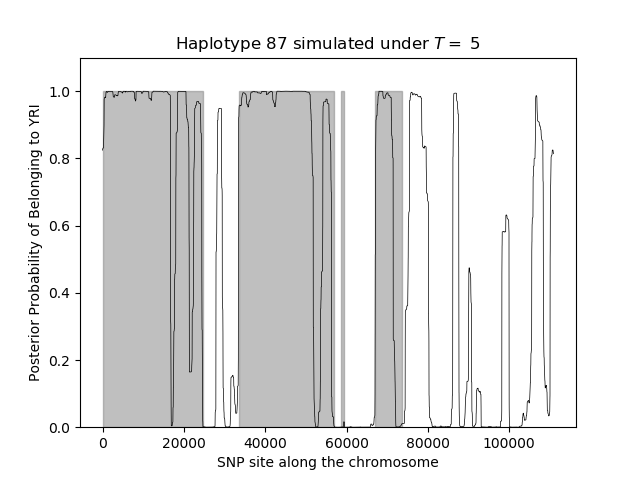 Haplotype 87 simulated under T = 5
Posterior Probability of Belonging to YRI
1.0
0.8
0.6
0.4
0.2
0.0
0 20000 40000 60000 80000 100000
SNP site along the chromosome